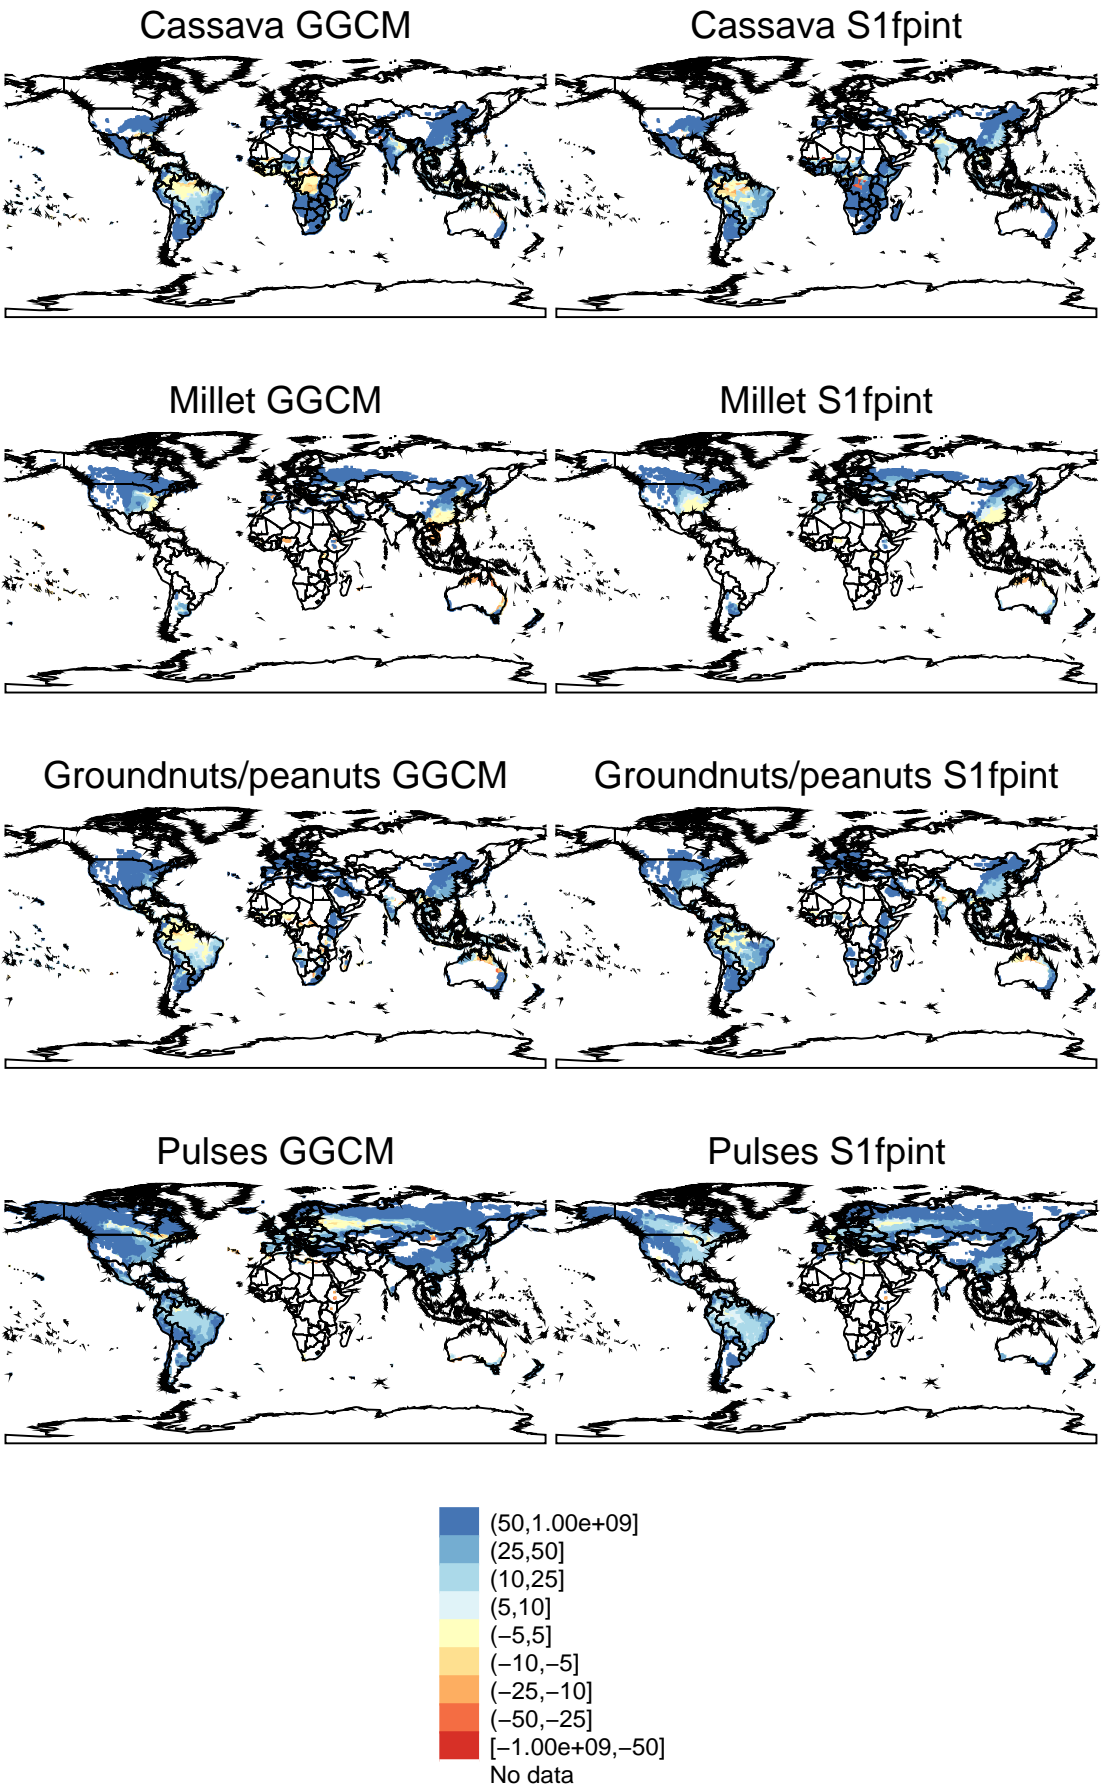 Cassava GGCM
Cassava S1fpint
Millet GGCM
Millet S1fpint
Groundnuts/peanuts GGCM
Groundnuts/peanuts S1fpint
Pulses GGCM
Pulses S1fpint
(50,1.00e+09]
(25,50]
(10,25]
(5,10]
(−5,5]
(−10,−5]
(−25,−10]
(−50,−25]
[−1.00e+09,−50]
No data